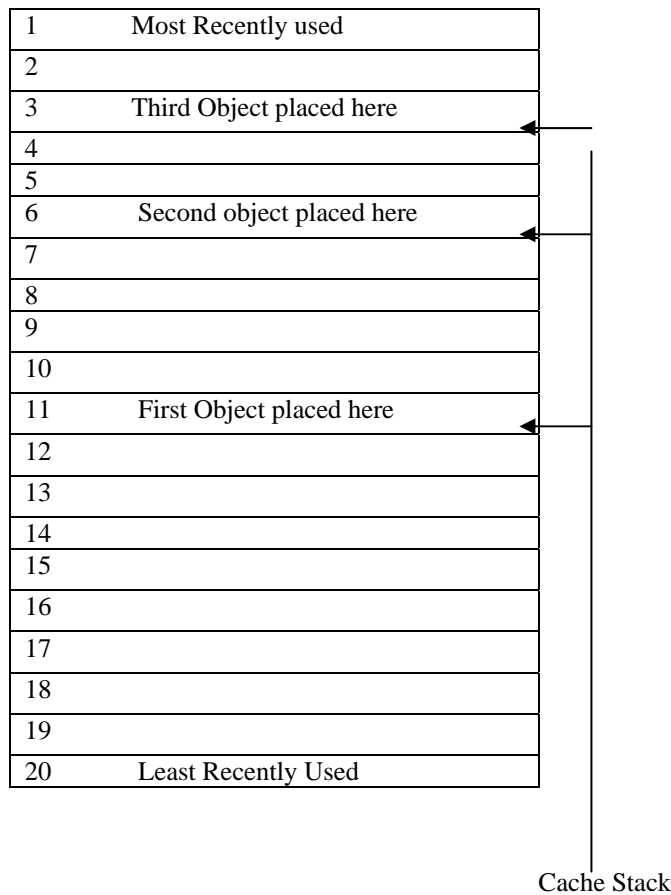 1 Most Recently used
2
3 Third Object placed here
4
5
6 Second object placed here
7
8
9
10
11 First Object placed here
12
13
14
15
16
17
18
19
20 Least Recently Used
Cache Stack